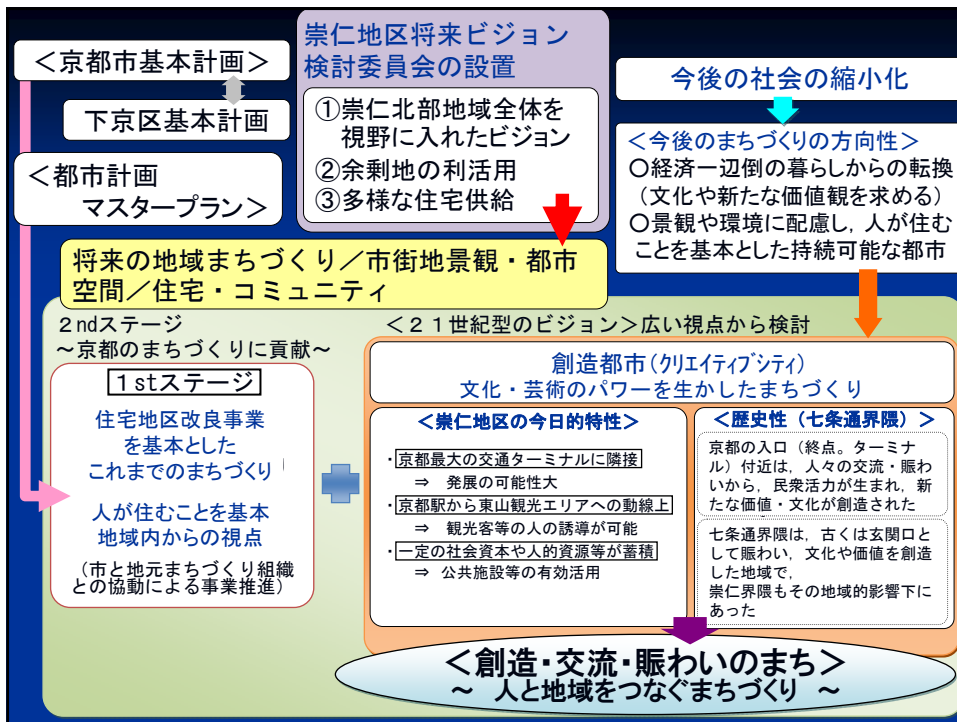 ＜京都市基本計画＞
下京区基本計画
＜都市計画
マスタープラン＞
崇仁地区将来ビジョン
検討委員会の設置
①崇仁北部地域全体を
視野に入れたビジョン
②余剰地の利活用
③多様な住宅供給
今後の社会の縮小化
＜今後のまちづくりの方向性＞
○経済一辺倒の暮らしからの転換
（文化や新たな価値観を求める）
○景観や環境に配慮し，人が住む
ことを基本とした持続可能な都市
将来の地域まちづくり／市街地景観・都市
空間／住宅・コミュニティ
２ndステージ
～京都のまちづくりに貢献～
１stステージ
住宅地区改良事業
を基本とした
これまでのまちづくり
人が住むことを基本
地域内からの視点
（市と地元まちづくり組織
との協働による事業推進）
＜２１世紀型のビジョン＞広い視点から検討
創造都市（ｸﾘｴｲﾃｨﾌﾞｼﾃｨ）
文化・芸術のパワーを生かしたまちづくり
＜崇仁地区の今日的特性＞
・京都最大の交通ターミナルに隣接
⇒ 発展の可能性大
・京都駅から東山観光エリアへの動線上
⇒ 観光客等の人の誘導が可能
・一定の社会資本や人的資源等が蓄積
⇒ 公共施設等の有効活用
＜歴史性（七条通界隈）＞
京都の入口（終点。ターミナ
ル）付近は，人々の交流・賑わ
いから，民衆活力が生まれ，新
たな価値・文化が創造された
七条通界隈は，古くは玄関口と
して賑わい，文化や価値を創造
した地域で，
崇仁界隈もその地域的影響下に
あった
＜創造・交流・賑わいのまち＞
～ 人と地域をつなぐまちづくり ～